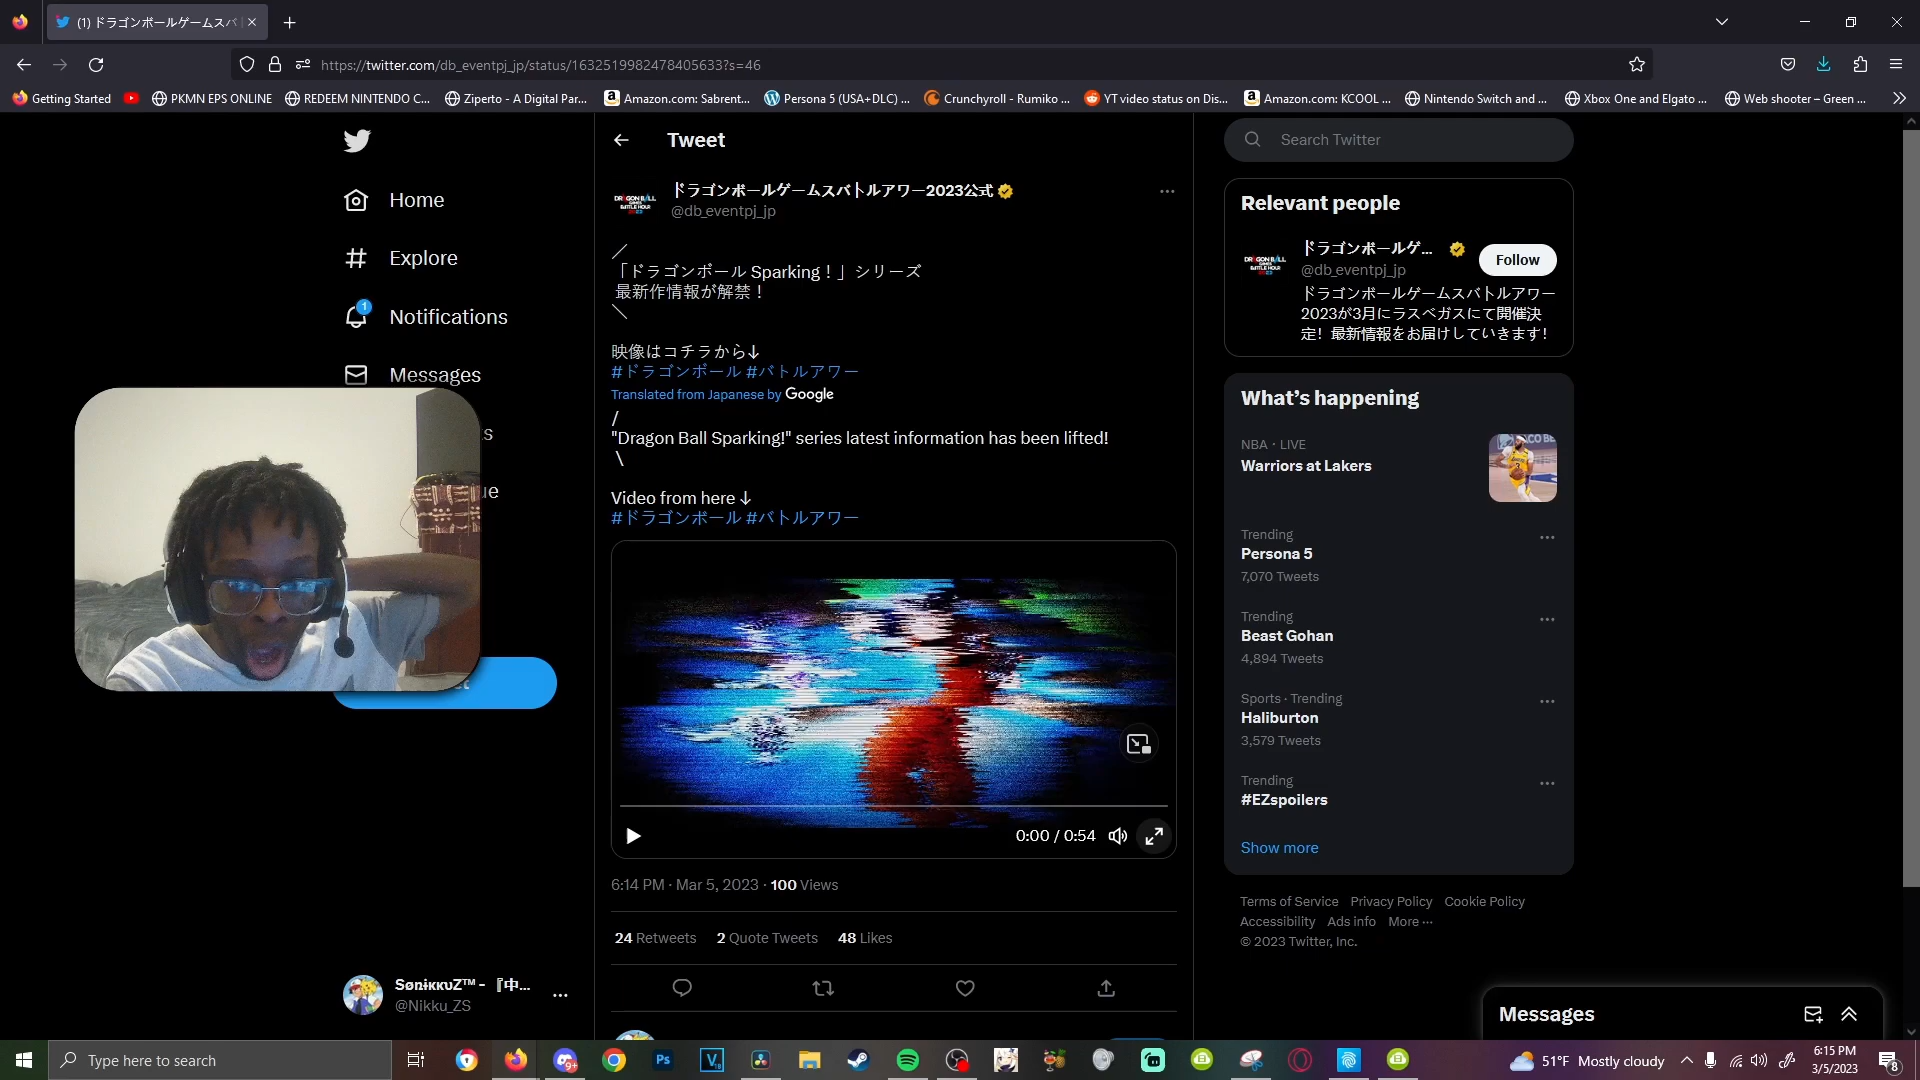 (1) ドラゴンボールゲームスバ
https://twitter.com/db_eventpj_jp/status/1632519982478405633?s=46
Getting Started
PKMN EPS ONLINE
REDEEM NINTENDO C...
Ziperto - A Digital Par...
Amazon.com: Sabrent...
Persona 5 (USA+DLC) ...
Crunchyroll - Rumiko ...
YT video status on Dis...
Amazon.com: KCOOL ...
Nintendo Switch and ...
Xbox One and Elgato ...
Web shooter – Green ...
Home
Explore
1
Notifications
Messages
s
ue
SønɨккυZ™ - 『中...
@Nikku_ZS
Tweet
ドラゴンボールゲームスバトルアワー2023公式
@db_eventpj_jp
／
「ドラゴンボール Sparking！」シリーズ
最新作情報が解禁！
＼
映像はコチラから↓
#ドラゴンボール #バトルアワー
Translated from Japanese by Google
/
"Dragon Ball Sparking!" series latest information has been lifted!
\
Video from here ↓
#ドラゴンボール #バトルアワー
0:00 / 0:54
6:14 PM · Mar 5, 2023 · 100 Views
24 Retweets 2 Quote Tweets 48 Likes
Search Twitter
Relevant people
DRAGON BALL GAMES BATTLE HOUR 2023
ドラゴンボールゲ...
@db_eventpj_jp
Follow
ドラゴンボールゲームスバトルアワー
2023が3月にラスベガスにて開催決
定！最新情報をお届けしていきます！
What's happening
NBA · LIVE
Warriors at Lakers
Trending
Persona 5
7,070 Tweets
Trending
Beast Gohan
4,894 Tweets
Sports · Trending
Haliburton
3,579 Tweets
Trending
#EZspoilers
Show more
Terms of Service Privacy Policy Cookie Policy
Accessibility Ads info More ···
© 2023 Twitter, Inc.
Messages
Type here to search
9+
Ps
51°F Mostly cloudy
6:15 PM
3/5/2023
8